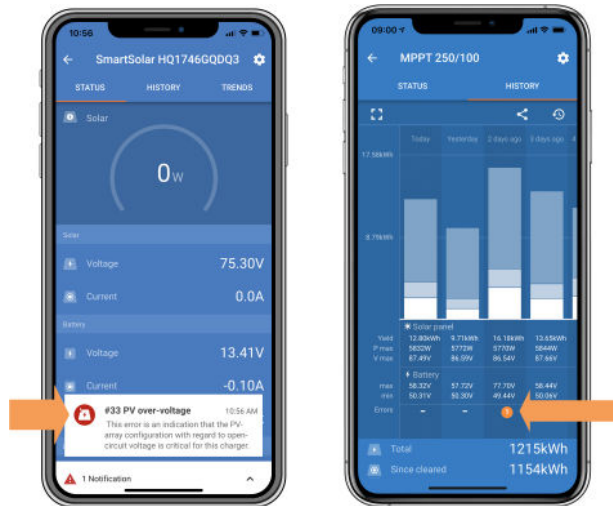 10:56
SmartSolar HQ1746GQDQ3
STATUS HISTORY TRENDS
Solar
0W
Solar
Voltage 75.30V
Current 0.0A
Battery
Voltage 13.41V
Current -0.10A
#33 PV over-voltage 10:56 AM
This error is an indication that the PV-
array configuration with regard to open-
circuit voltage is critical for this charger.
1 Notification
09:00
MPPT 250/100
STATUS HISTORY
Today Yesterday 2 days ago 3 days ago 4
17.58kWh
8.79kWh
Solar panel
Yield 12.80kWh 9.71kWh 16.18kWh 13.65kWh
P max 5832W 5772W 5770W 5844W
V max 87.49V 86.59V 86.54V 87.66V
Battery
max 58.32V 57.72V 77.70V 58.44V
min 50.31V 50.30V 49.44V 50.06V
Errors - - 1
Total 1215kWh
Since cleared 1154kWh